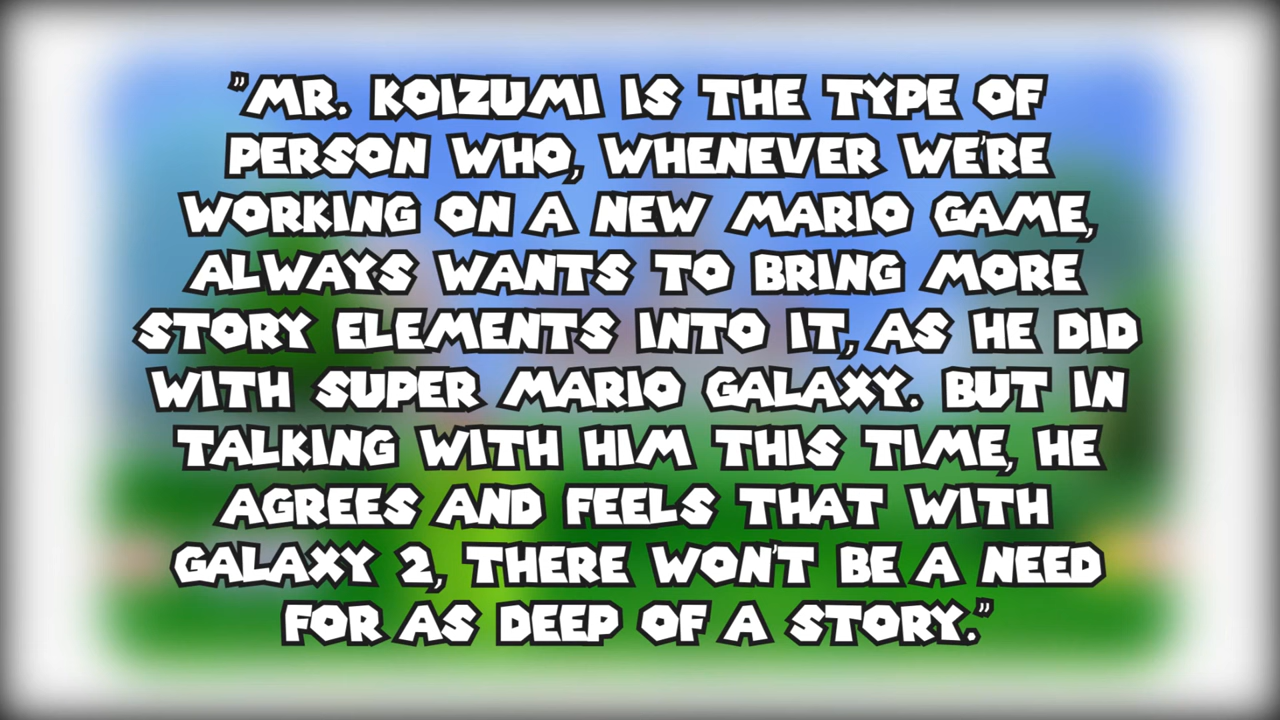 "MR. KOIZUMI IS THE TYPE OF
PERSON WHO, WHENEVER WE'RE
WORKING ON A NEW MARIO GAME,
ALWAYS WANTS TO BRING MORE
STORY ELEMENTS INTO IT, AS HE DID
WITH SUPER MARIO GALAXY. BUT IN
TALKING WITH HIM THIS TIME, HE
AGREES AND FEELS THAT WITH
GALAXY 2, THERE WON'T BE A NEED
FOR AS DEEP OF A STORY."